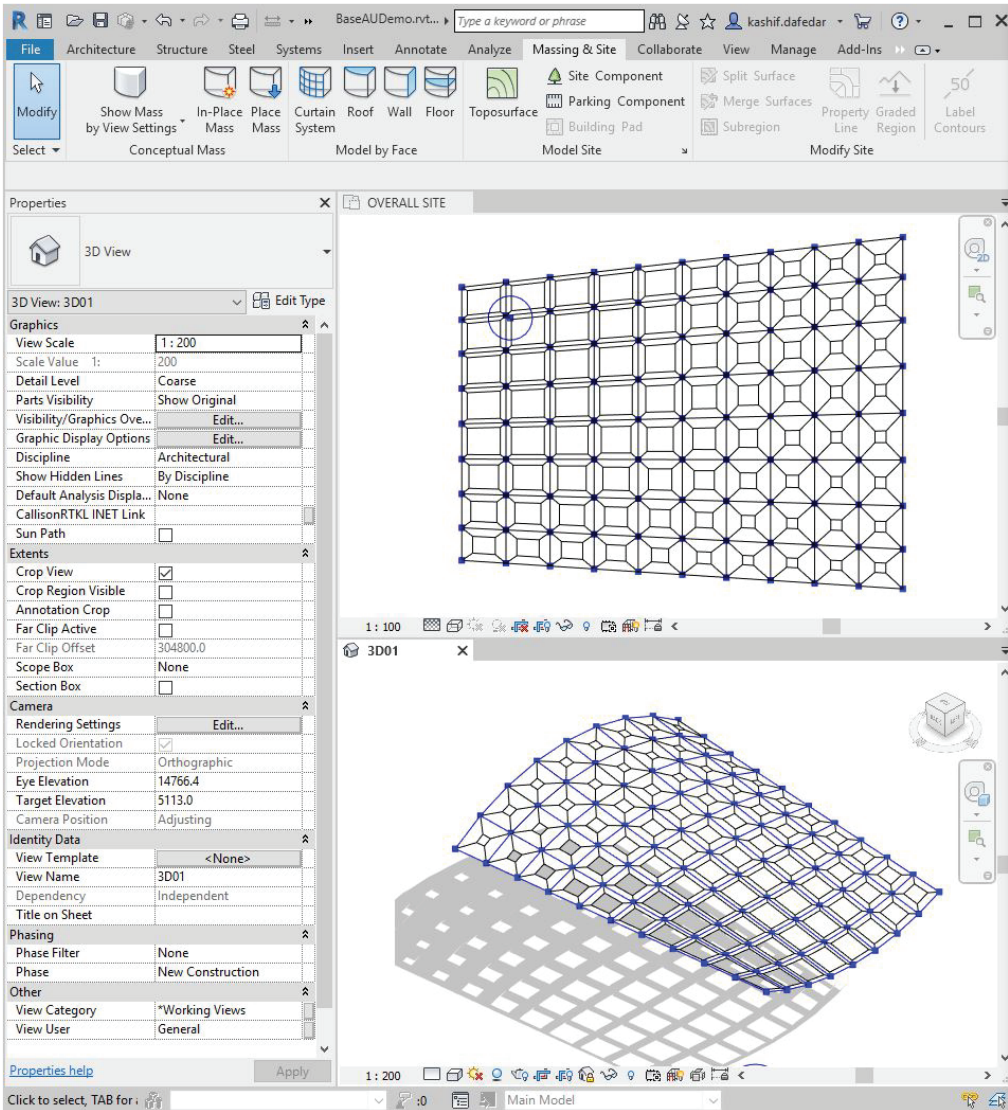 BaseAUDemo.rvt... Type a keyword or phrase kashif.dafedar
File Architecture Structure Steel Systems Insert Annotate Analyze Massing & Site Collaborate View Manage Add-Ins
Modify
Show Mass
by View Settings
In-Place
Mass
Place
Mass
Curtain
System
Roof
Wall
Floor
Toposurface
Site Component
Parking Component
Building Pad
Split Surface
Merge Surfaces
Subregion
Property
Line
Graded
Region
50
Label
Contours
Select Conceptual Mass Model by Face Model Site Modify Site
Properties
3D View
3D View: 3D01 Edit Type
Graphics
View Scale 1 : 200
Scale Value 1: 200
Detail Level Coarse
Parts Visibility Show Original
Visibility/Graphics Ove... Edit...
Graphic Display Options Edit...
Discipline Architectural
Show Hidden Lines By Discipline
Default Analysis Displa... None
CallisonRTKL INET Link
Sun Path
Extents
Crop View
Crop Region Visible
Annotation Crop
Far Clip Active
Far Clip Offset 304800.0
Scope Box None
Section Box
Camera
Rendering Settings Edit...
Locked Orientation
Projection Mode Orthographic
Eye Elevation 14766.4
Target Elevation 5113.0
Camera Position Adjusting
Identity Data
View Template <None>
View Name 3D01
Dependency Independent
Title on Sheet
Phasing
Phase Filter None
Phase New Construction
Other
View Category *Working Views
View User General
Properties help Apply
OVERALL SITE
2D
1 : 100
3D01
1 : 200
Click to select, TAB for :0 Main Model